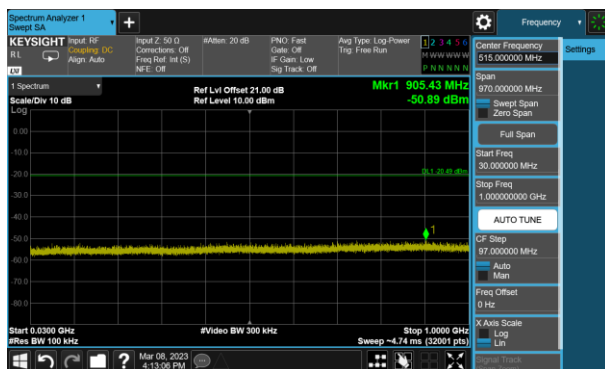 Spectrum Analyzer 1
Swept SA
Frequency
KEYSIGHT
R L
LXI
Input: RF
Coupling: DC
Align: Auto
Input Z: 50 Ω
Corrections: Off
Freq Ref: Int (S)
NFE: Off
#Atten: 20 dB
PNO: Fast
Gate: Off
IF Gain: Low
Sig Track: Off
Avg Type: Log-Power
Trig: Free Run
1 2 3 4 5 6
M W W W W W
P N N N N N
Center Frequency
515.000000 MHz
Settings
Span
970.000000 MHz
Swept Span
Zero Span
Full Span
Start Freq
30.000000 MHz
Stop Freq
1.000000000 GHz
AUTO TUNE
CF Step
97.000000 MHz
Auto
Man
Freq Offset
0 Hz
X Axis Scale
Log
Lin
Signal Track
1 Spectrum
Scale/Div 10 dB
Log
Ref Lvl Offset 21.00 dB
Ref Level 10.00 dBm
Mkr1 905.43 MHz
-50.89 dBm
0.00
-10.0
-20.0
DL1 -20.49 dBm
-30.0
-40.0
1
-50.0
-60.0
-70.0
-80.0
Start 0.0300 GHz
#Res BW 100 kHz
#Video BW 300 kHz
Stop 1.0000 GHz
Sweep ~4.74 ms (32001 pts)
?
Mar 08, 2023
4:13:06 PM